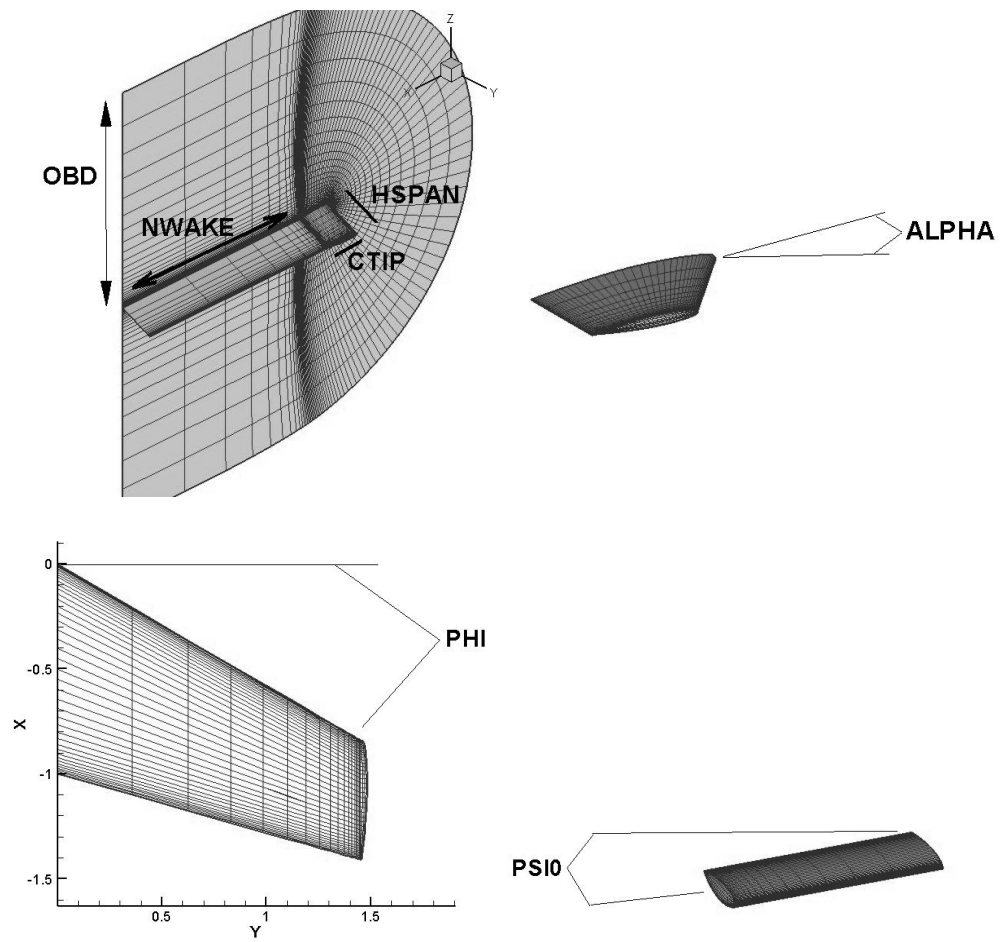 Z
X
Y
OBD
HSPAN
NWAKE
CTIP
ALPHA
0
-0.5
X
-1
-1.5
0.5
1
1.5
Y
PHI
PSI0